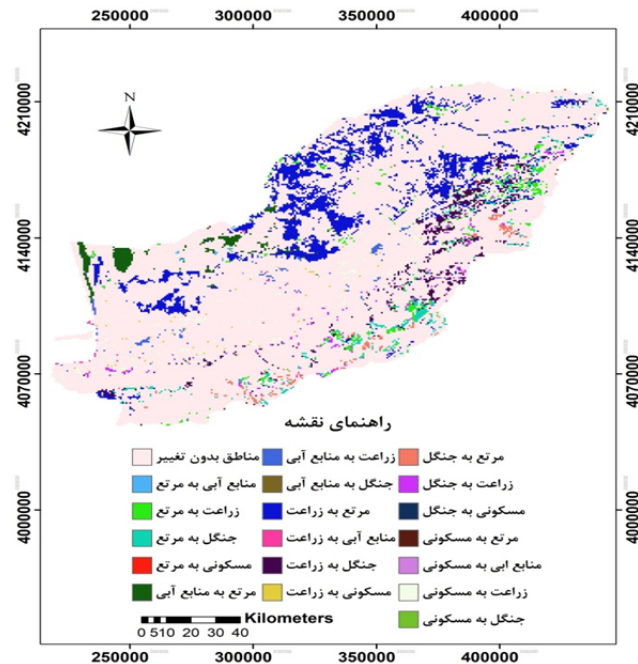 250000 300000 350000 400000
4210000 4210000
N
4140000 4140000
4070000 4070000
راهنمای نقشه
مناطق بدون تغییر زراعت به منابع آبی مرتع به جنگل
منابع آبی به مرتع جنگل به منابع آبی زراعت به جنگل
زراعت به مرتع مرتع به زراعت مسکونی به جنگل
جنگل به مرتع منابع آبی به زراعت مرتع به مسکونی
مسکونی به مرتع جنگل به زراعت منابع ابی به مسکونی
مرتع به منابع آبی مسکونی به زراعت زراعت به مسکونی
جنگل به مسکونی
4000000 4000000
Kilometers
0 5 10 20 30 40
250000 300000 350000 400000